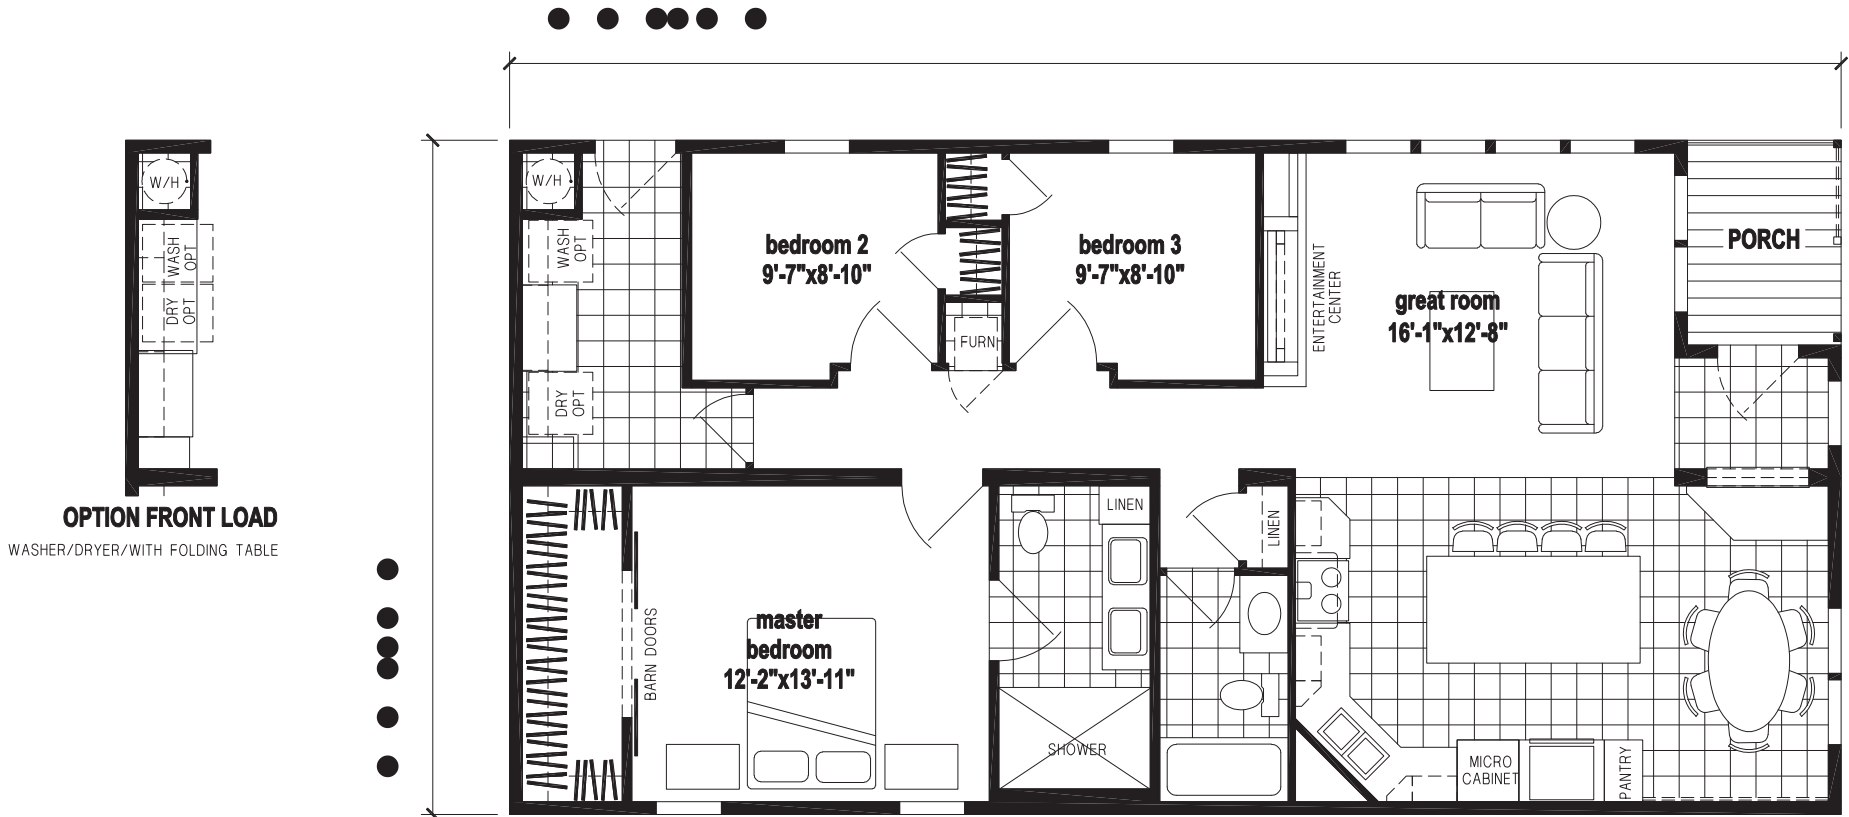 W/H
WASH
OPT
DRY
OPT
OPTION FRONT LOAD
WASHER/DRYER/WITH FOLDING TABLE
W/H
WASH
OPT
DRY
OPT
bedroom 2
9'-7"x8'-10"
FURN
bedroom 3
9'-7"x8'-10"
ENTERTAINMENT
CENTER
great room
16'-1"x12'-8"
PORCH
BARN DOORS
master
bedroom
12'-2"x13'-11"
LINEN
SHOWER
LINEN
MICRO
CABINET
PANTRY